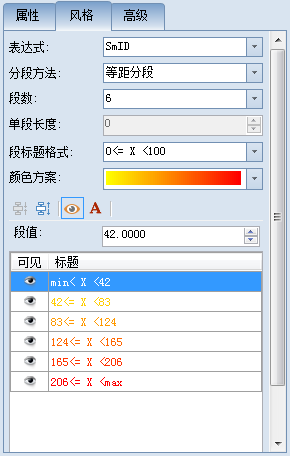 属性 风格 高级
表达式: SmID
分段方法: 等距分段
段数: 6
单段长度: 0
段标题格式: 0<= X <100
颜色方案:
A
段值: 42.0000
可见 标题
min< X <42
42<= X <83
83<= X <124
124<= X <165
165<= X <206
206<= X <max